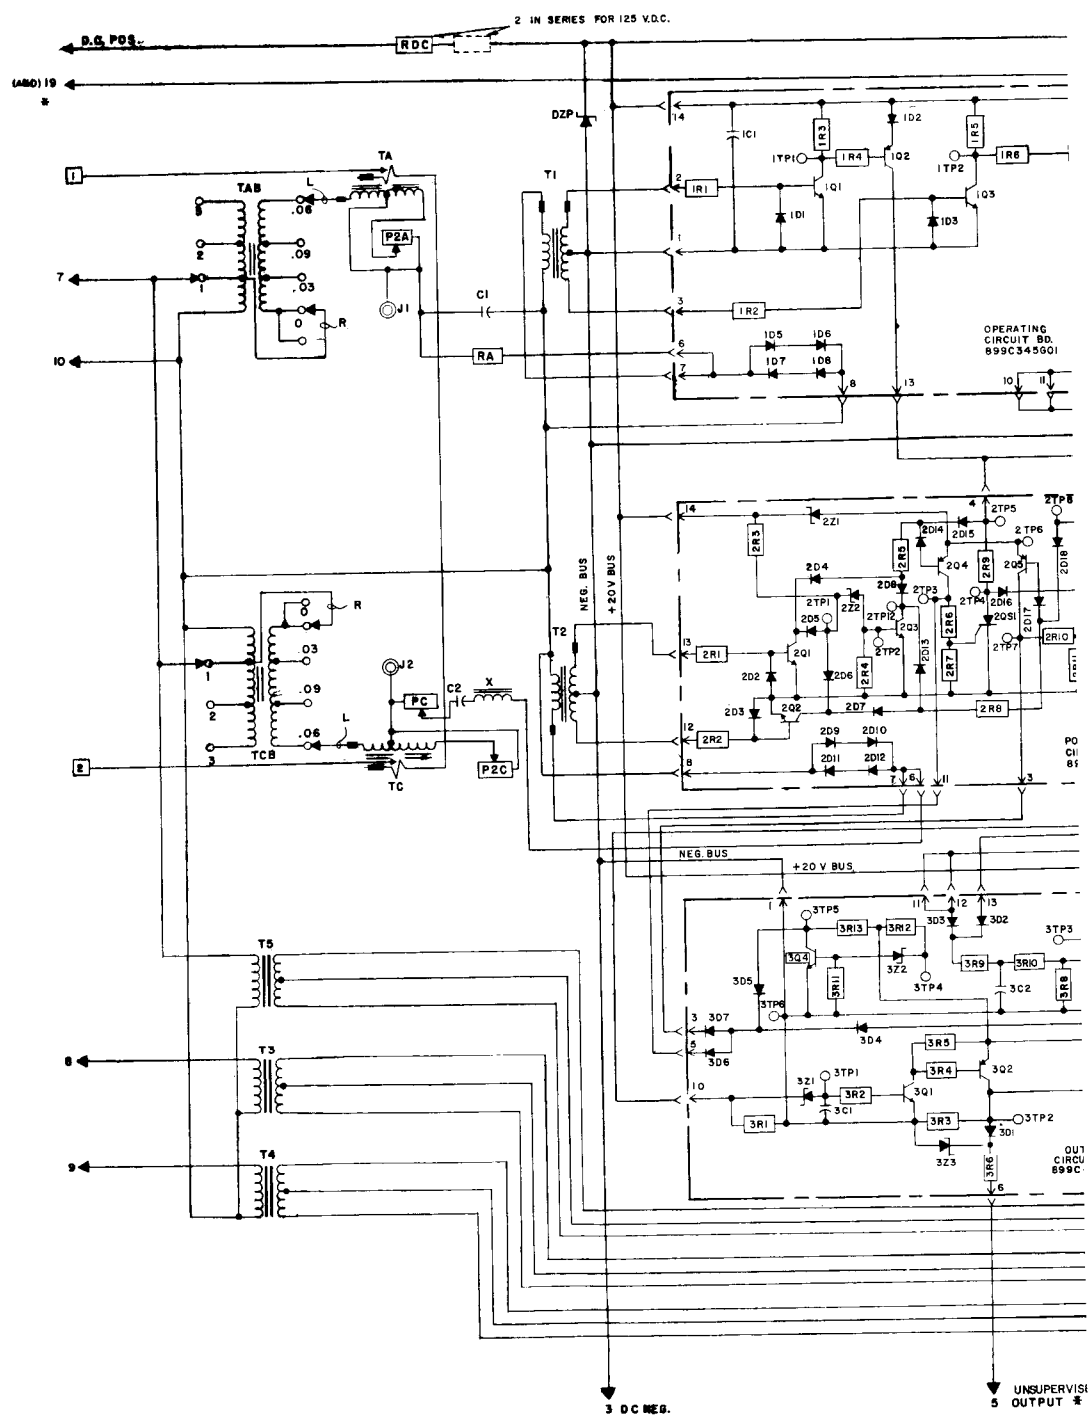 2 IN SERIES FOR 125 V.D.C.
D.C. POS.
RDC
(A&D) 19
*
DZP
14
1C1
1R3
1D2
1R5
1TP1
1R4
1Q2
1TP2
1R6
1
TA
T1
2
1R1
1Q1
1Q3
TAB
L
.06
3
1D1
1D3
P2A
2
.09
1
7
1
.03
C1
3
1R2
J1
0
R
OPERATING
CIRCUIT BD.
899C345G01
6
1D5
1D6
10
RA
7
1D7
1D8
8
13
10
11
4
2TP5
2TP8
14
2Z1
2R3
2D14
2D15
2TP6
2R5
2Q4
2R9
2Q5
2D18
NEG. BUS
+20V BUS
2D4
2D8
2TP3
2TP4
2D16
0
R
2TP1
2Z2
2TP12
2R6
2QS1
2D17
2D5
2Q3
T2
13
2R1
2Q1
2TP2
2D13
2TP7
2R10
.03
J2
2R4
2R7
1
2D2
2D6
C2
X
2
.09
PC
2D3
2Q2
2D7
2R8
L
.06
12
2R2
2D9
2D10
3
TCB
2
P2C
8
2D11
2D12
TC
7
6
11
3
NEG. BUS
+20 V BUS
1
11
12
13
3TP5
3D3
3D2
3R13
3R12
3TP3
T5
3Q4
3Z2
3R9
3R10
3D5
3R11
3TP4
3C2
3R8
3TP6
3
3D7
3D4
5
3D6
3R5
8
T3
3TP1
3R4
3Q2
10
3Z1
3R2
3Q1
3C1
3R1
3R3
3TP2
3D1
T4
3Z3
9
3R6
6
UNSUPERVIS
5 OUTPUT *
3 DC NEG.